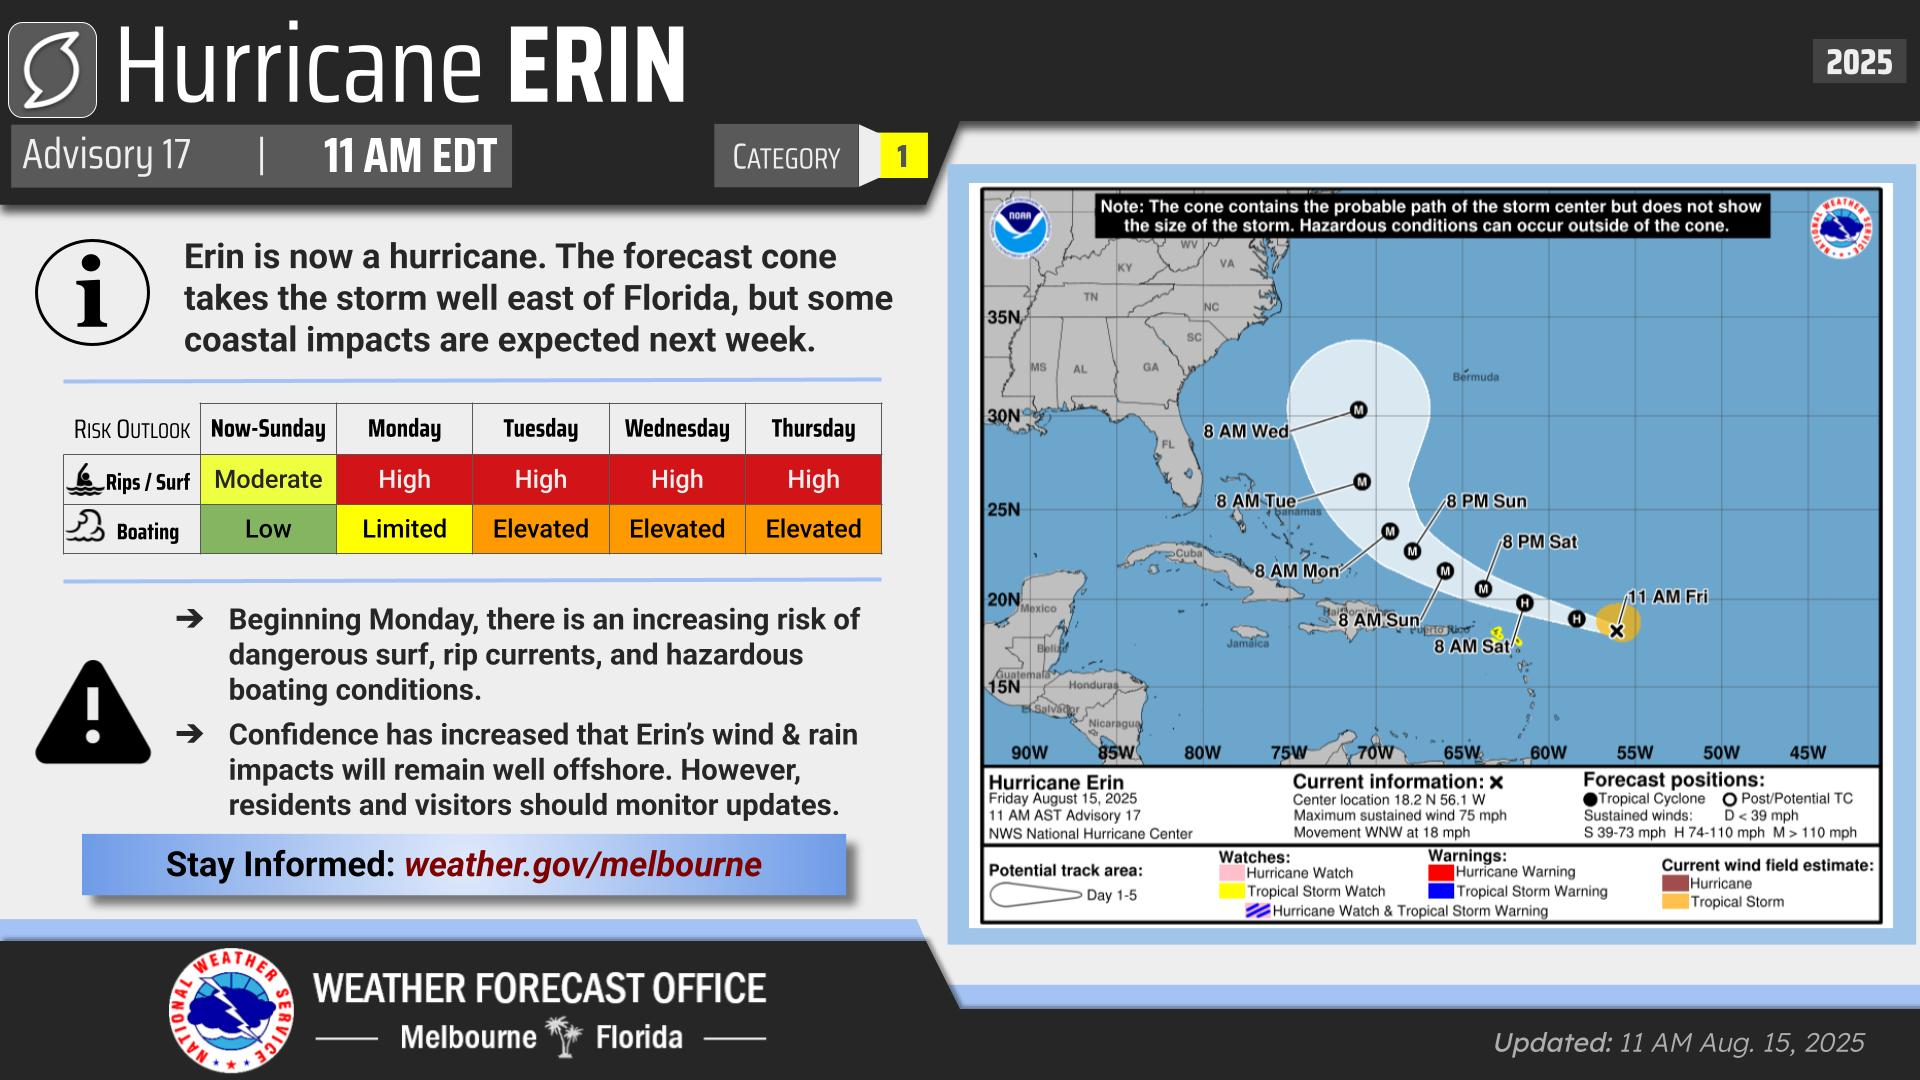 Hurricane ERIN
2025
Advisory 17 | 11 AM EDT
CATEGORY 1
Erin is now a hurricane. The forecast cone
takes the storm well east of Florida, but some
coastal impacts are expected next week.
RISK OUTLOOK Now-Sunday Monday Tuesday Wednesday Thursday
Rips / Surf Moderate High High High High
Boating Low Limited Elevated Elevated Elevated
➔ Beginning Monday, there is an increasing risk of
dangerous surf, rip currents, and hazardous
boating conditions.
➔ Confidence has increased that Erin's wind & rain
impacts will remain well offshore. However,
residents and visitors should monitor updates.
Stay Informed: weather.gov/melbourne
NATIONAL WEATHER SERVICE
WEATHER FORECAST OFFICE
Melbourne Florida
Note: The cone contains the probable path of the storm center but does not show
the size of the storm. Hazardous conditions can occur outside of the cone.
NOAA
NATIONAL WEATHER SERVICE
WV
KY
VA
TN
NC
35N
SC
MS
AL
GA
Bermuda
30N
M
8 AM Wed
FL
M
8 AM Tue
8 PM Sun
25N
Bahamas
M
M
8 PM Sat
Cuba
8 AM Mon
M
M
20N
Mexico
H
H
11 AM Fri
8 AM Sun
Puerto Rico
Jamaica
8 AM Sat
Belize
Guatemala
15N
Honduras
El Salvador
Nicaragua
90W 85W 80W 75W 70W 65W 60W 55W 50W 45W
Hurricane Erin
Friday August 15, 2025
11 AM AST Advisory 17
NWS National Hurricane Center
Current information: x
Center location 18.2 N 56.1 W
Maximum sustained wind 75 mph
Movement WNW at 18 mph
Forecast positions:
Tropical Cyclone Post/Potential TC
Sustained winds: D < 39 mph
S 39-73 mph H 74-110 mph M > 110 mph
Potential track area:
Day 1-5
Watches:
Hurricane Watch
Tropical Storm Watch
Warnings:
Hurricane Warning
Tropical Storm Warning
Hurricane Watch & Tropical Storm Warning
Current wind field estimate:
Hurricane
Tropical Storm
Updated: 11 AM Aug. 15, 2025